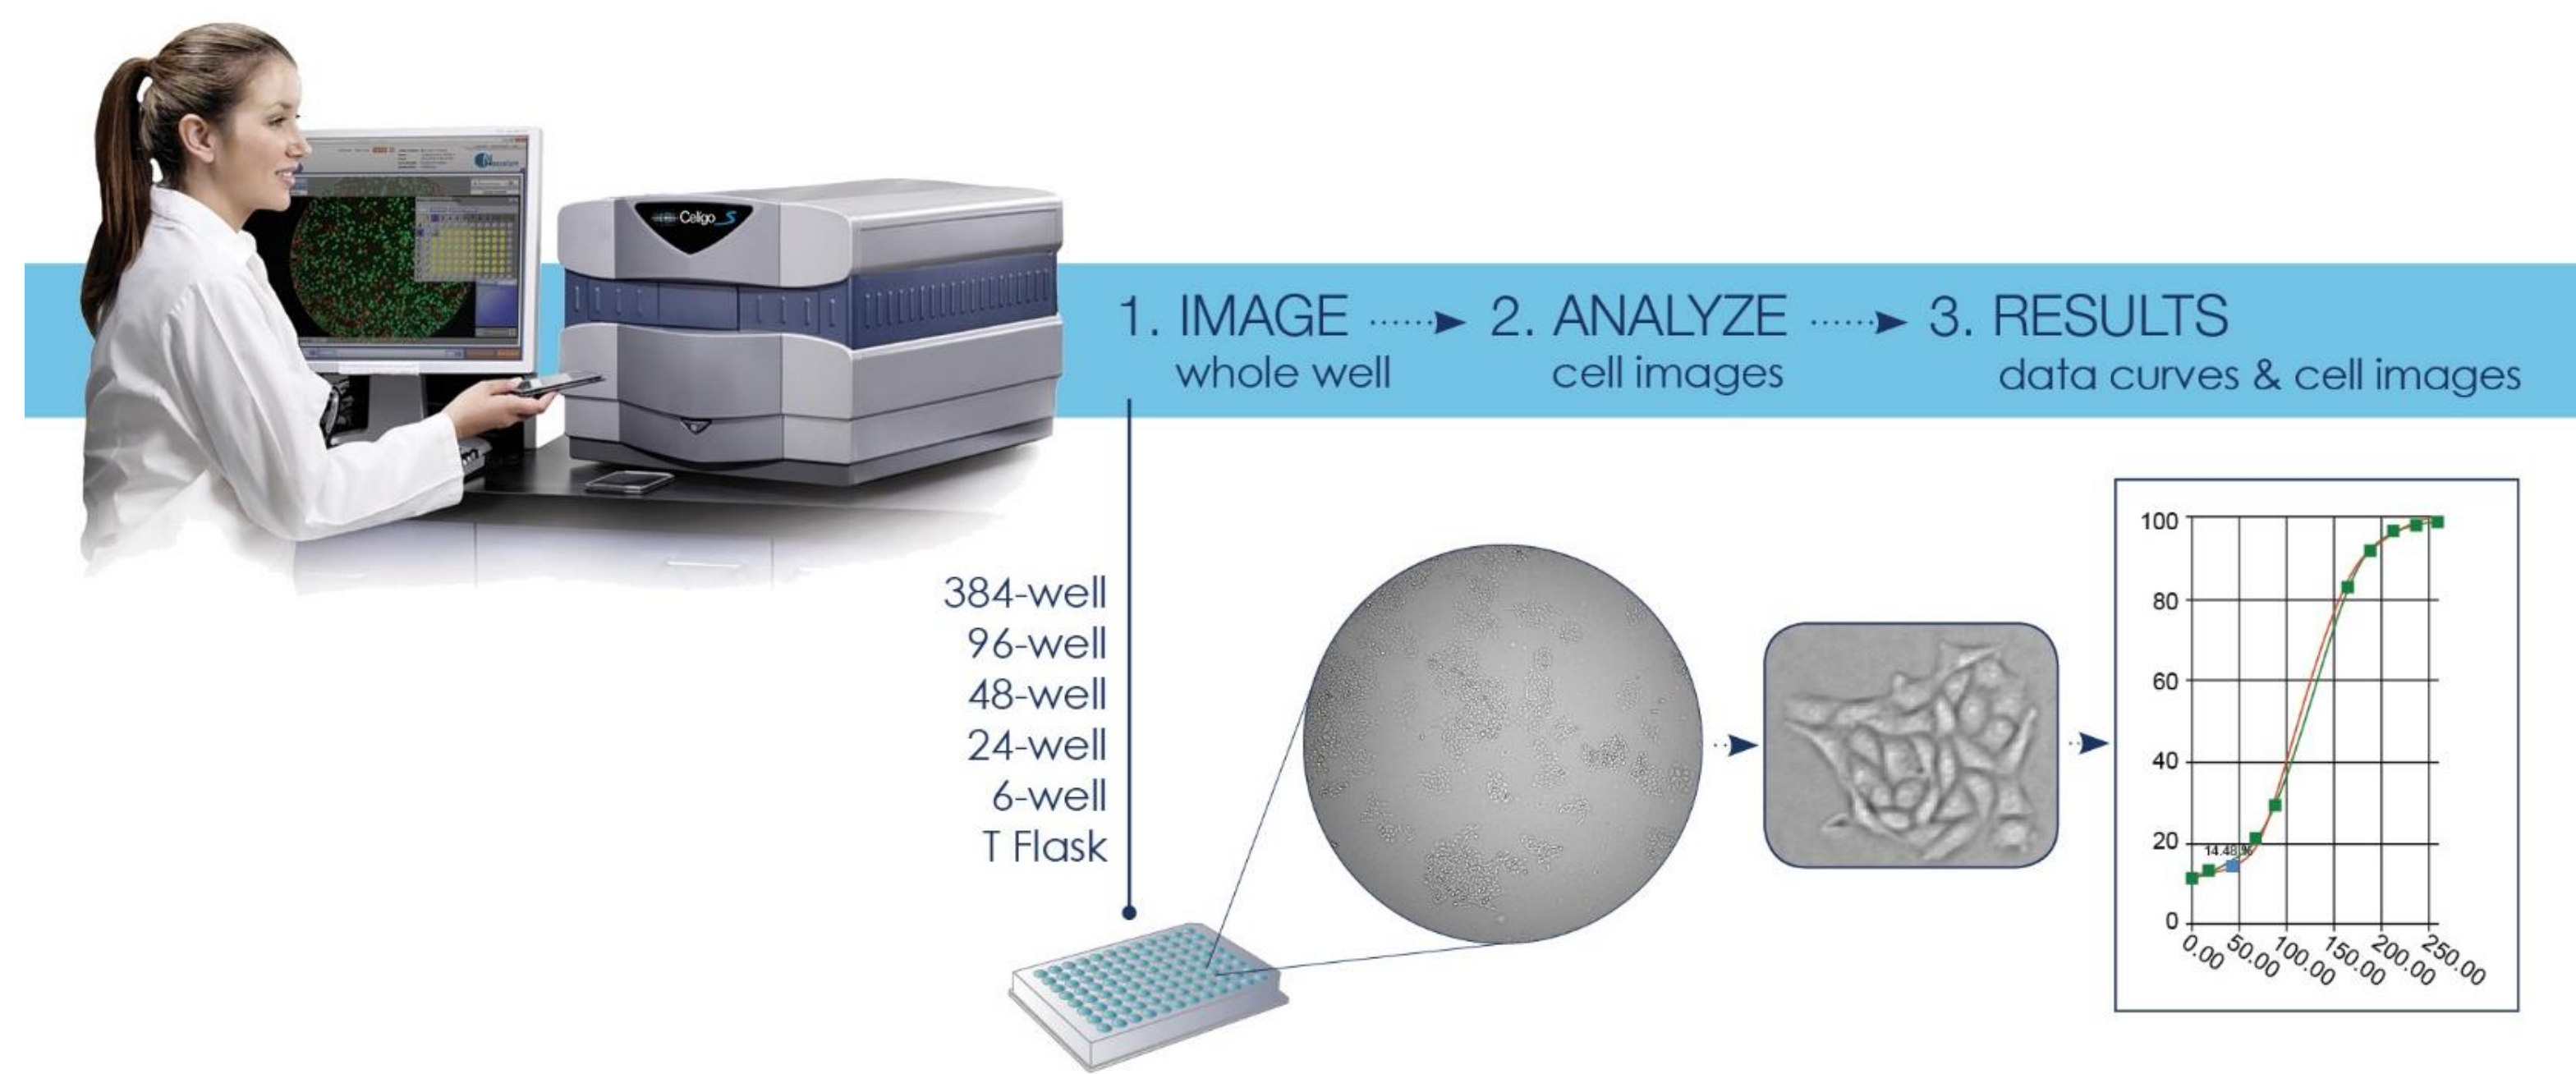 Celigo S
1. IMAGE
whole well
2. ANALYZE
cell images
3. RESULTS
data curves & cell images
384-well
96-well
48-well
24-well
6-well
T Flask
100
80
60
40
20
0
14.48 %
0.00
50.00
100.00
150.00
200.00
250.00